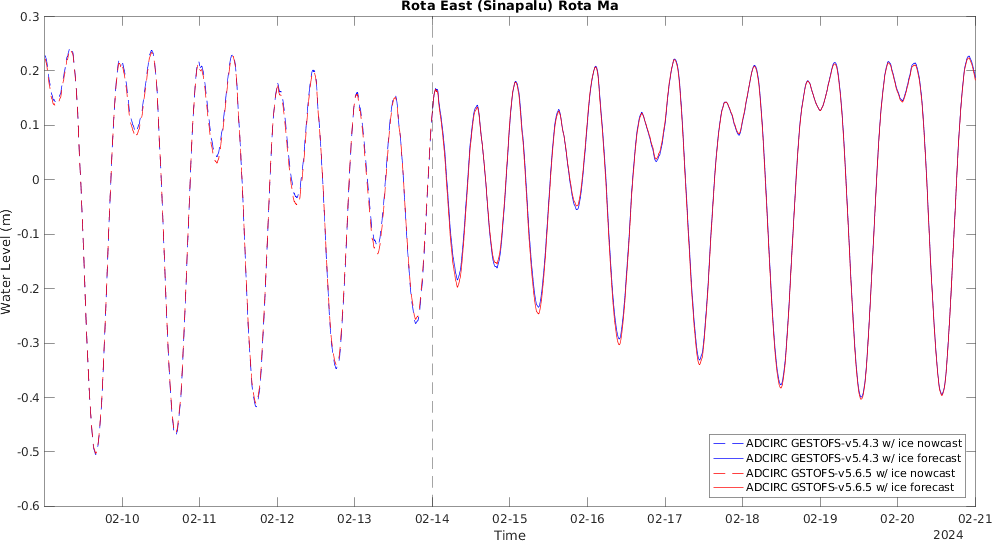 Rota East (Sinapalu) Rota Ma
0.3
0.2
0.1
0
-0.1
-0.2
-0.3
-0.4
-0.5
-0.6
Water Level (m)
ADCIRC GESTOFS-v5.4.3 w/ ice nowcast
ADCIRC GESTOFS-v5.4.3 w/ ice forecast
ADCIRC GSTOFS-v5.6.5 w/ ice nowcast
ADCIRC GSTOFS-v5.6.5 w/ ice forecast
02-10 02-11 02-12 02-13 02-14 02-15 02-16 02-17 02-18 02-19 02-20 02-21
Time
2024